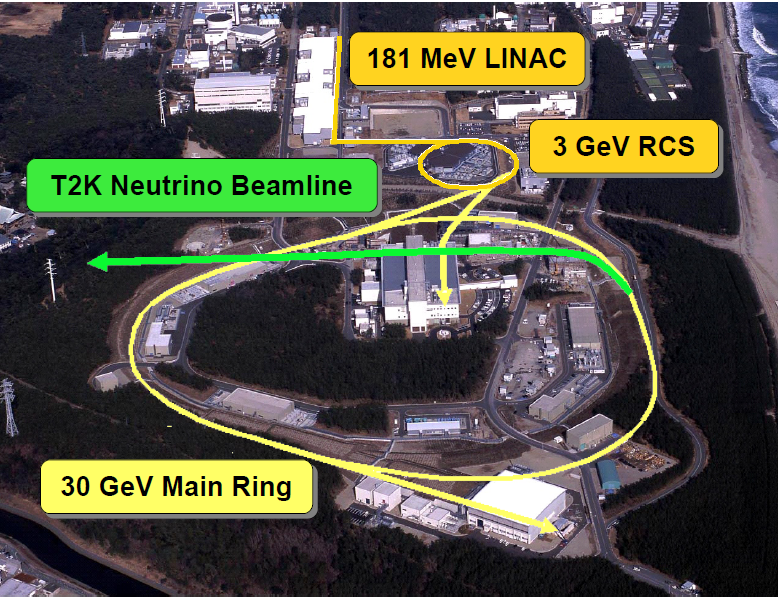 181 MeV LINAC
3 GeV RCS
T2K Neutrino Beamline
30 GeV Main Ring